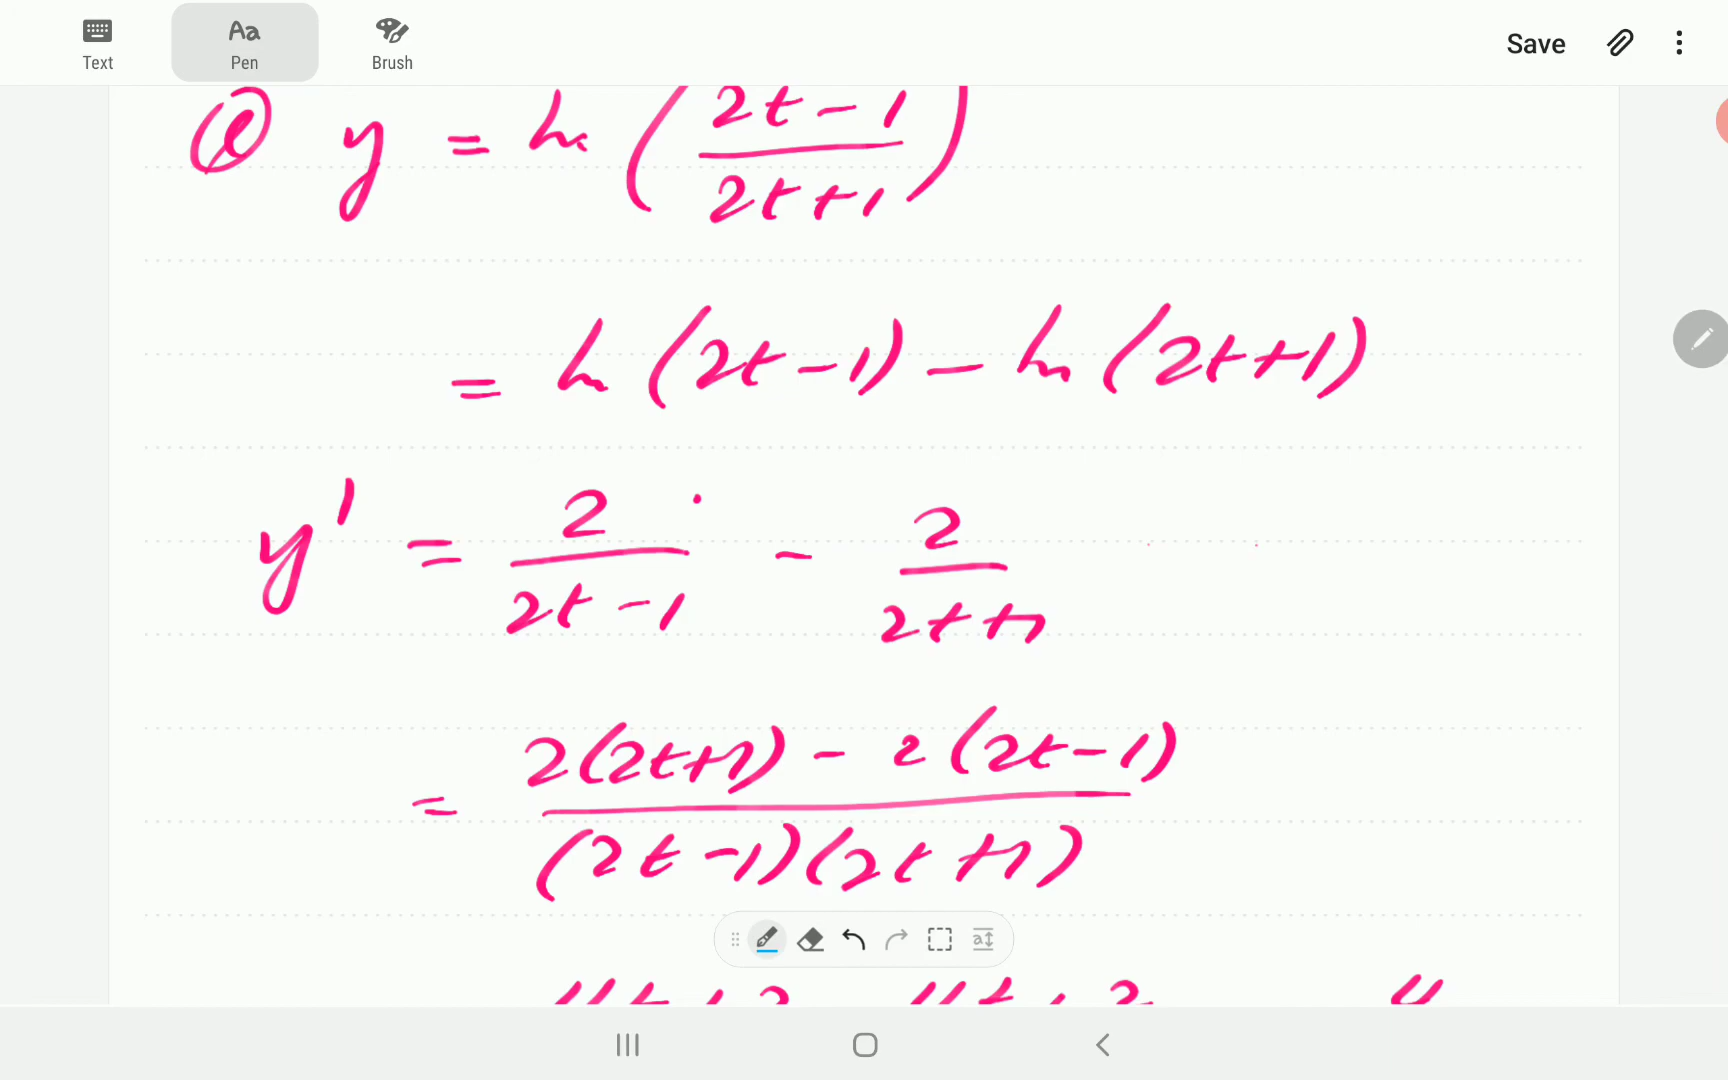 Text Pen Brush Save
ⓔ y = ln ( (2t-1)/(2t+1) )
= ln (2t-1) - ln (2t+1)
y' = 2/(2t-1) - 2/(2t+1)
= (2(2t+1) - 2(2t-1))/((2t-1)(2t+1))